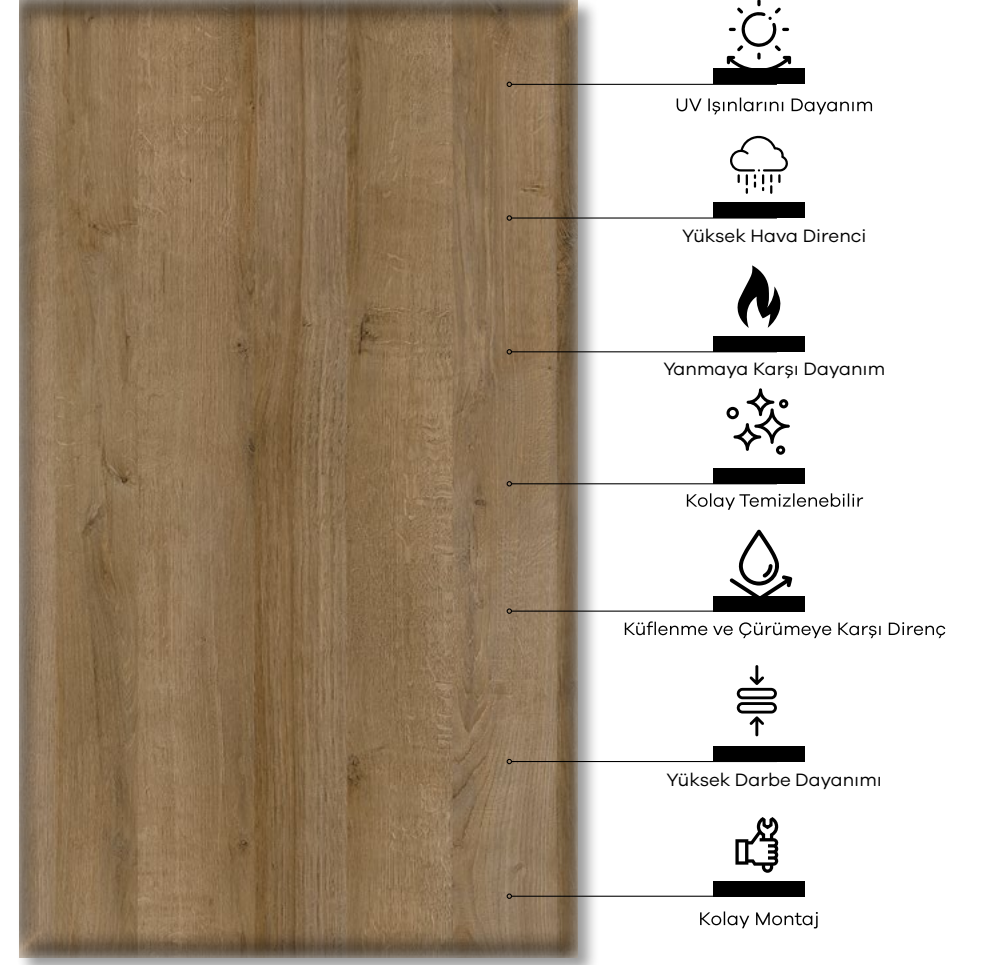 UV Işınlarını Dayanım
Yüksek Hava Direnci
Yanmaya Karşı Dayanım
Kolay Temizlenebilir
Küflenme ve Çürümeye Karşı Direnç
Yüksek Darbe Dayanımı
Kolay Montaj